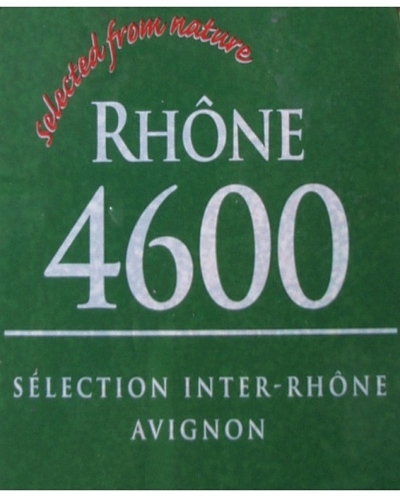 Selected from nature
RHÔNE
4600
SÉLECTION INTER-RHÔNE
AVIGNON